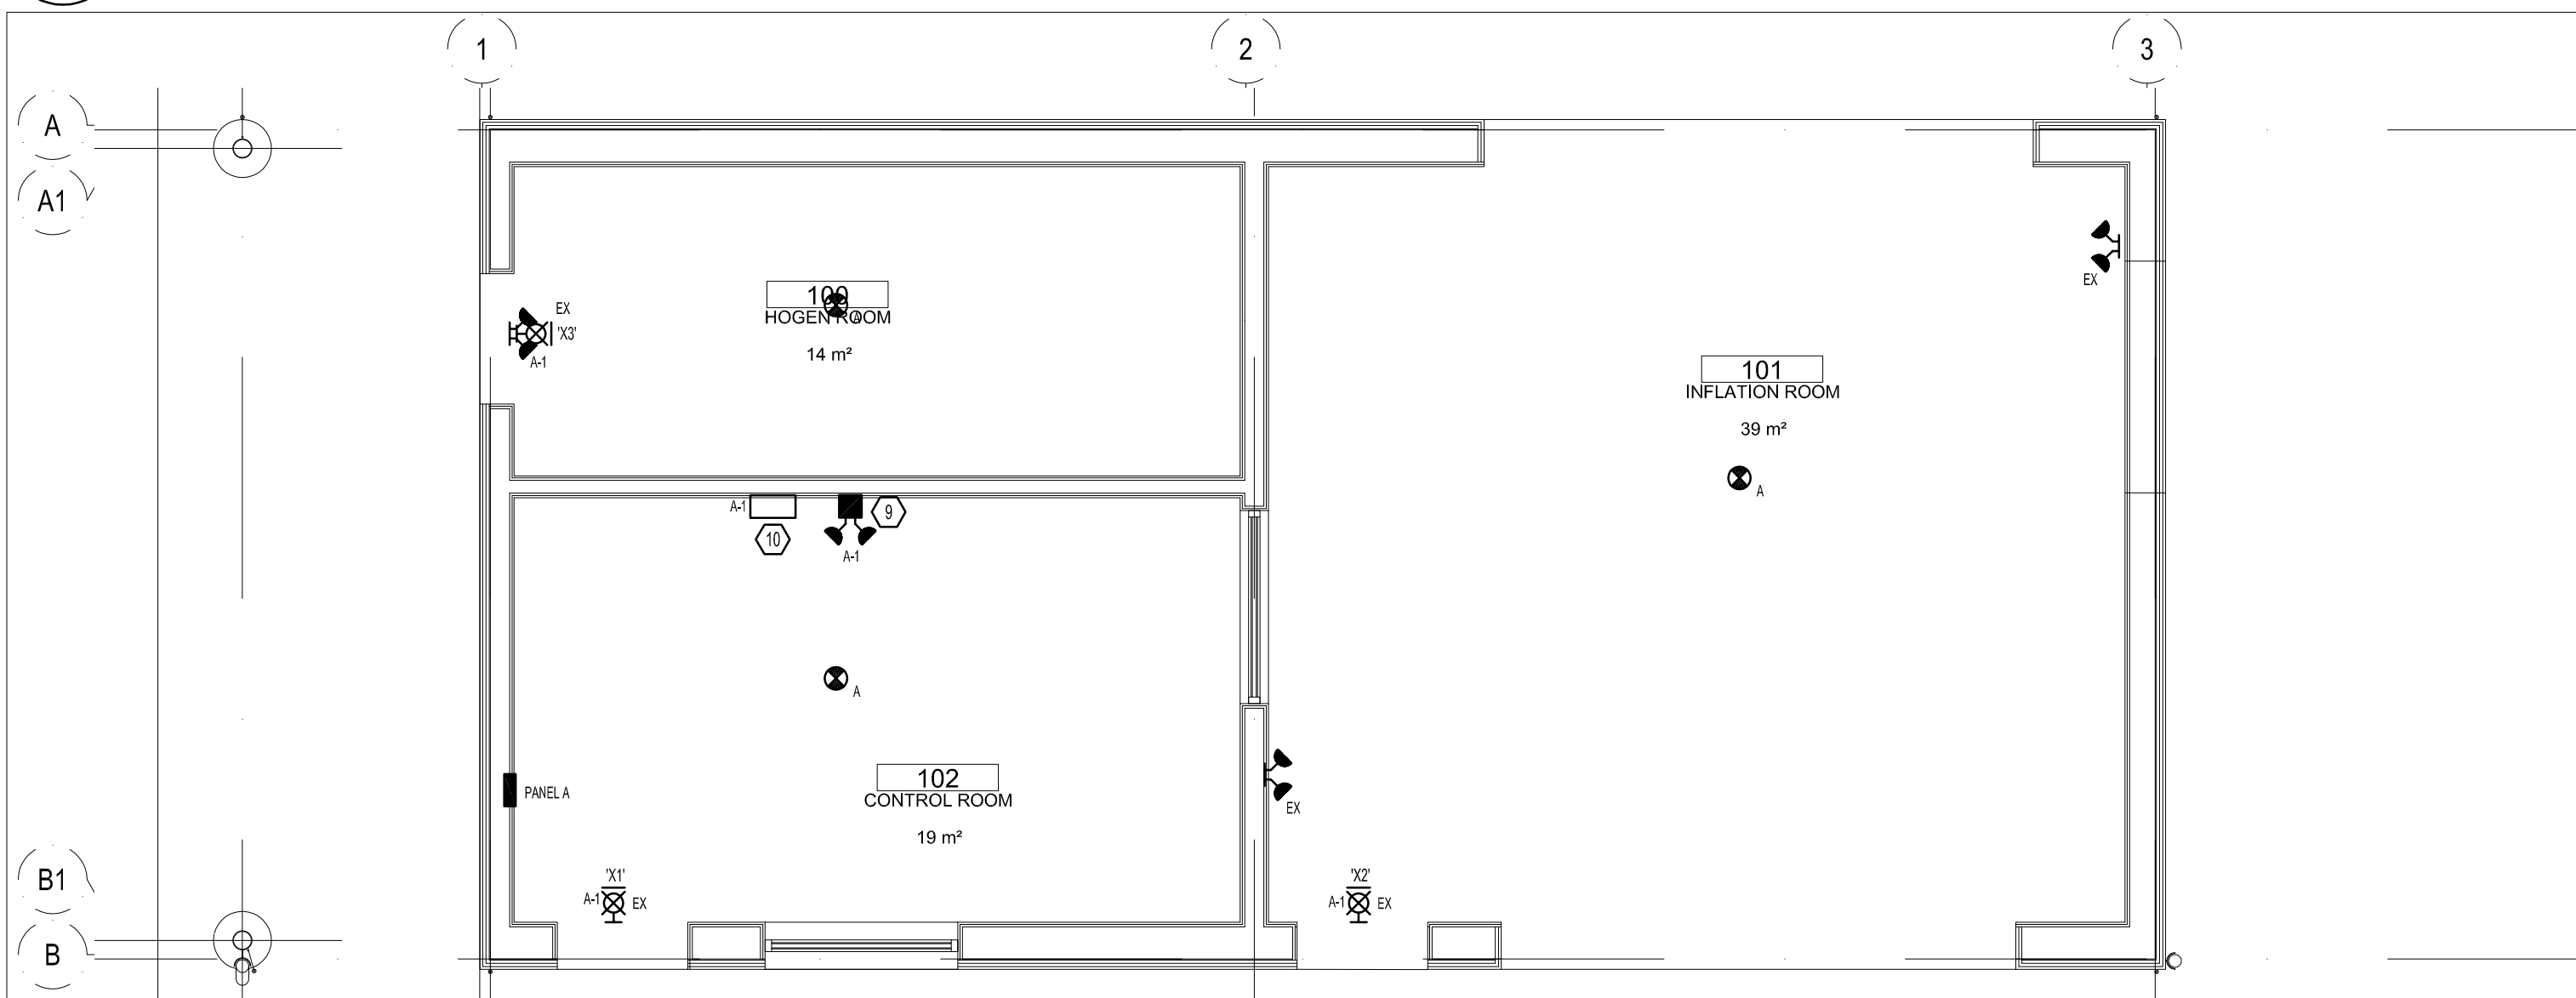 1
2
3
A
A1
100
HOGEN ROOM
A
14 m²
EX
'X3'
A-1
EX
101
INFLATION ROOM
39 m²
A
A-1
9
10
A-1
A
102
CONTROL ROOM
19 m²
PANEL A
EX
'X1'
A-1
EX
'X2'
A-1
EX
B1
B